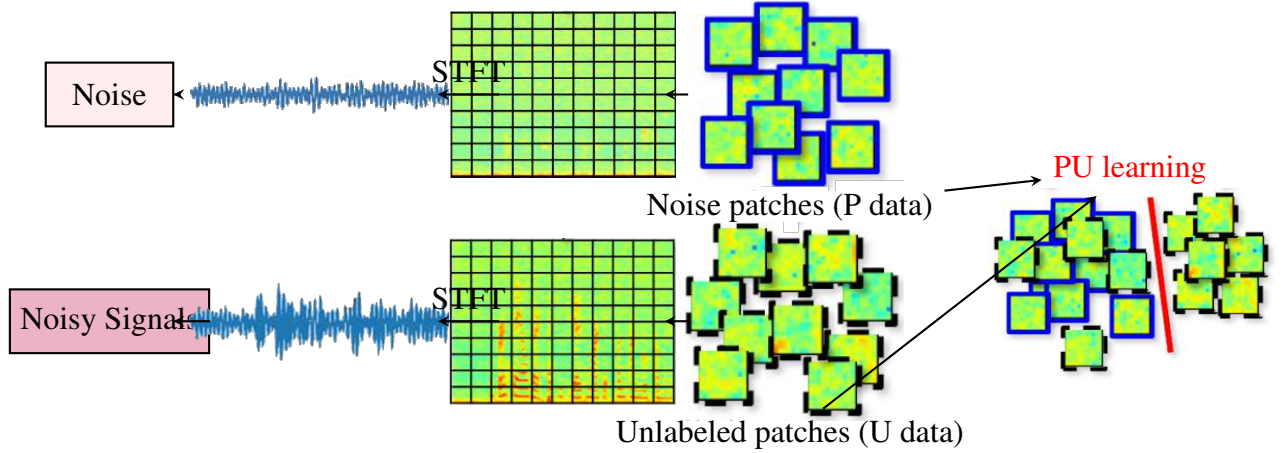 Noise
STFT
PU learning
Noise patches (P data)
Noisy Signals
STFT
Unlabeled patches (U data)